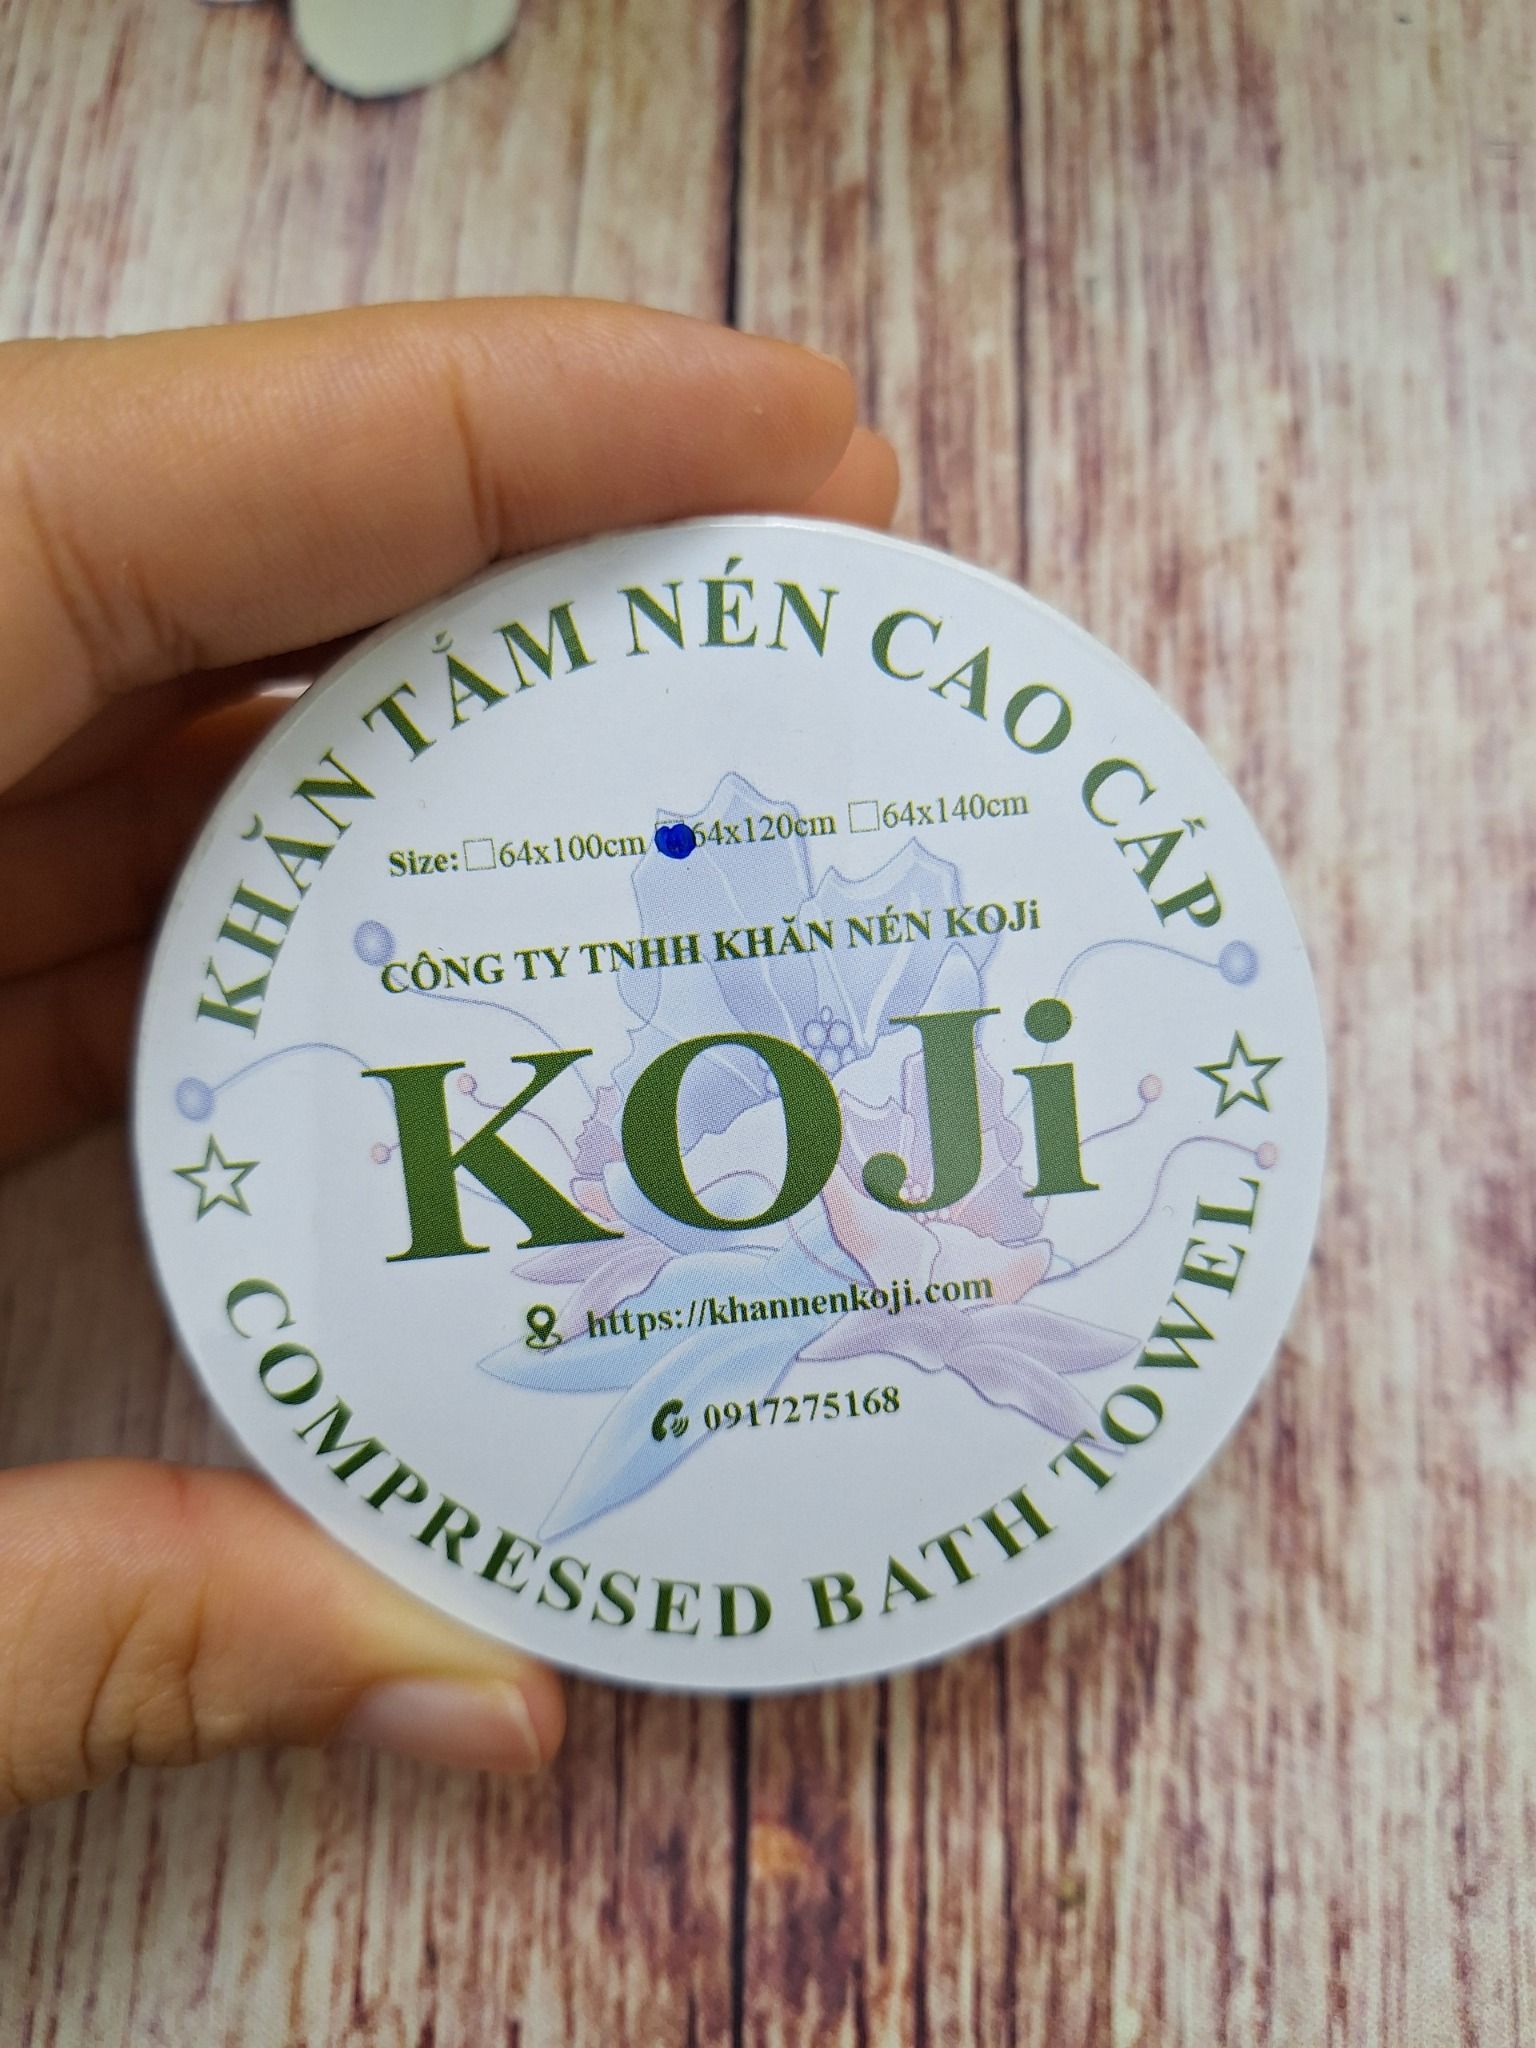 KHĂN TẮM NÉN CAO CẤP
Size: ☐64x100cm ☑64x120cm ☐64x140cm
CÔNG TY TNHH KHĂN NÉN KOJi
KOJi
https://khannenkoji.com
0917275168
COMPRESSED BATH TOWEL